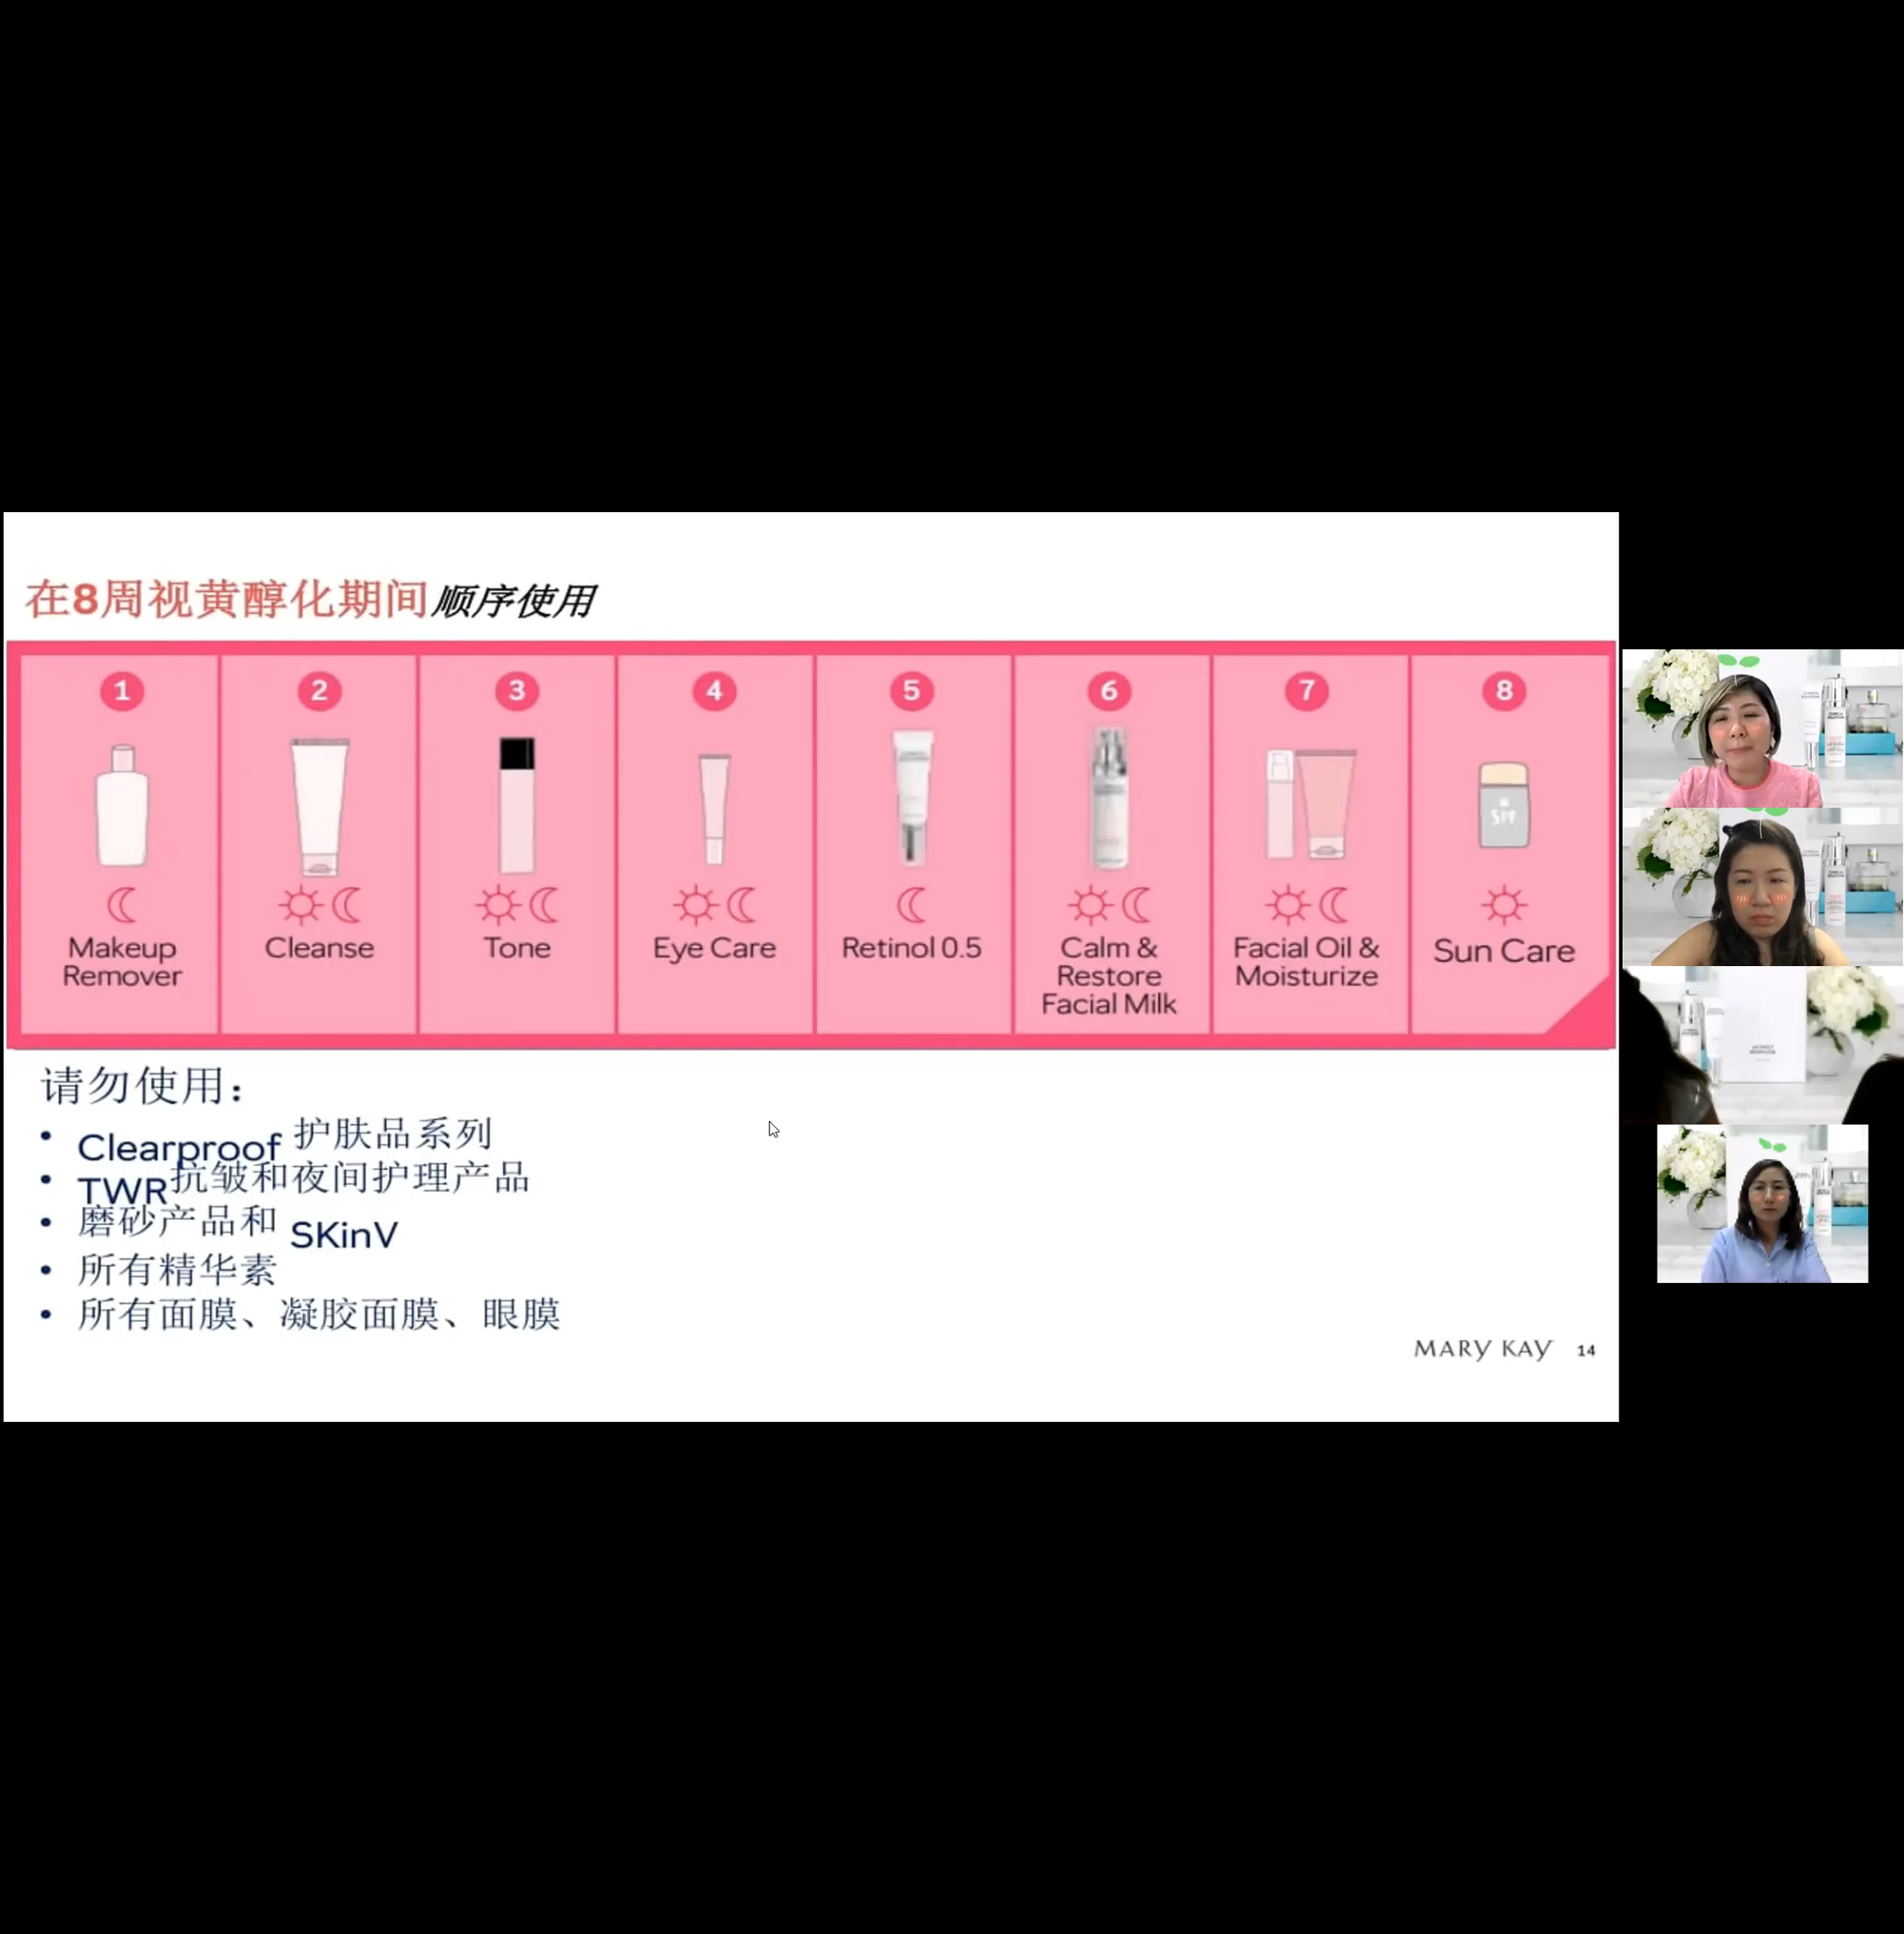 在8周视黄醇化期间顺序使用
1
2
3
4
5
6
7
8
SPF
Makeup
Remover
Cleanse
Tone
Eye Care
Retinol 0.5
Calm &
Restore
Facial Milk
Facial Oil &
Moisturize
Sun Care
请勿使用：
• Clearproof 护肤品系列
• TWR抗皱和夜间护理产品
• 磨砂产品和 SKinV
• 所有精华素
• 所有面膜、凝胶面膜、眼膜
MARY KAY 14